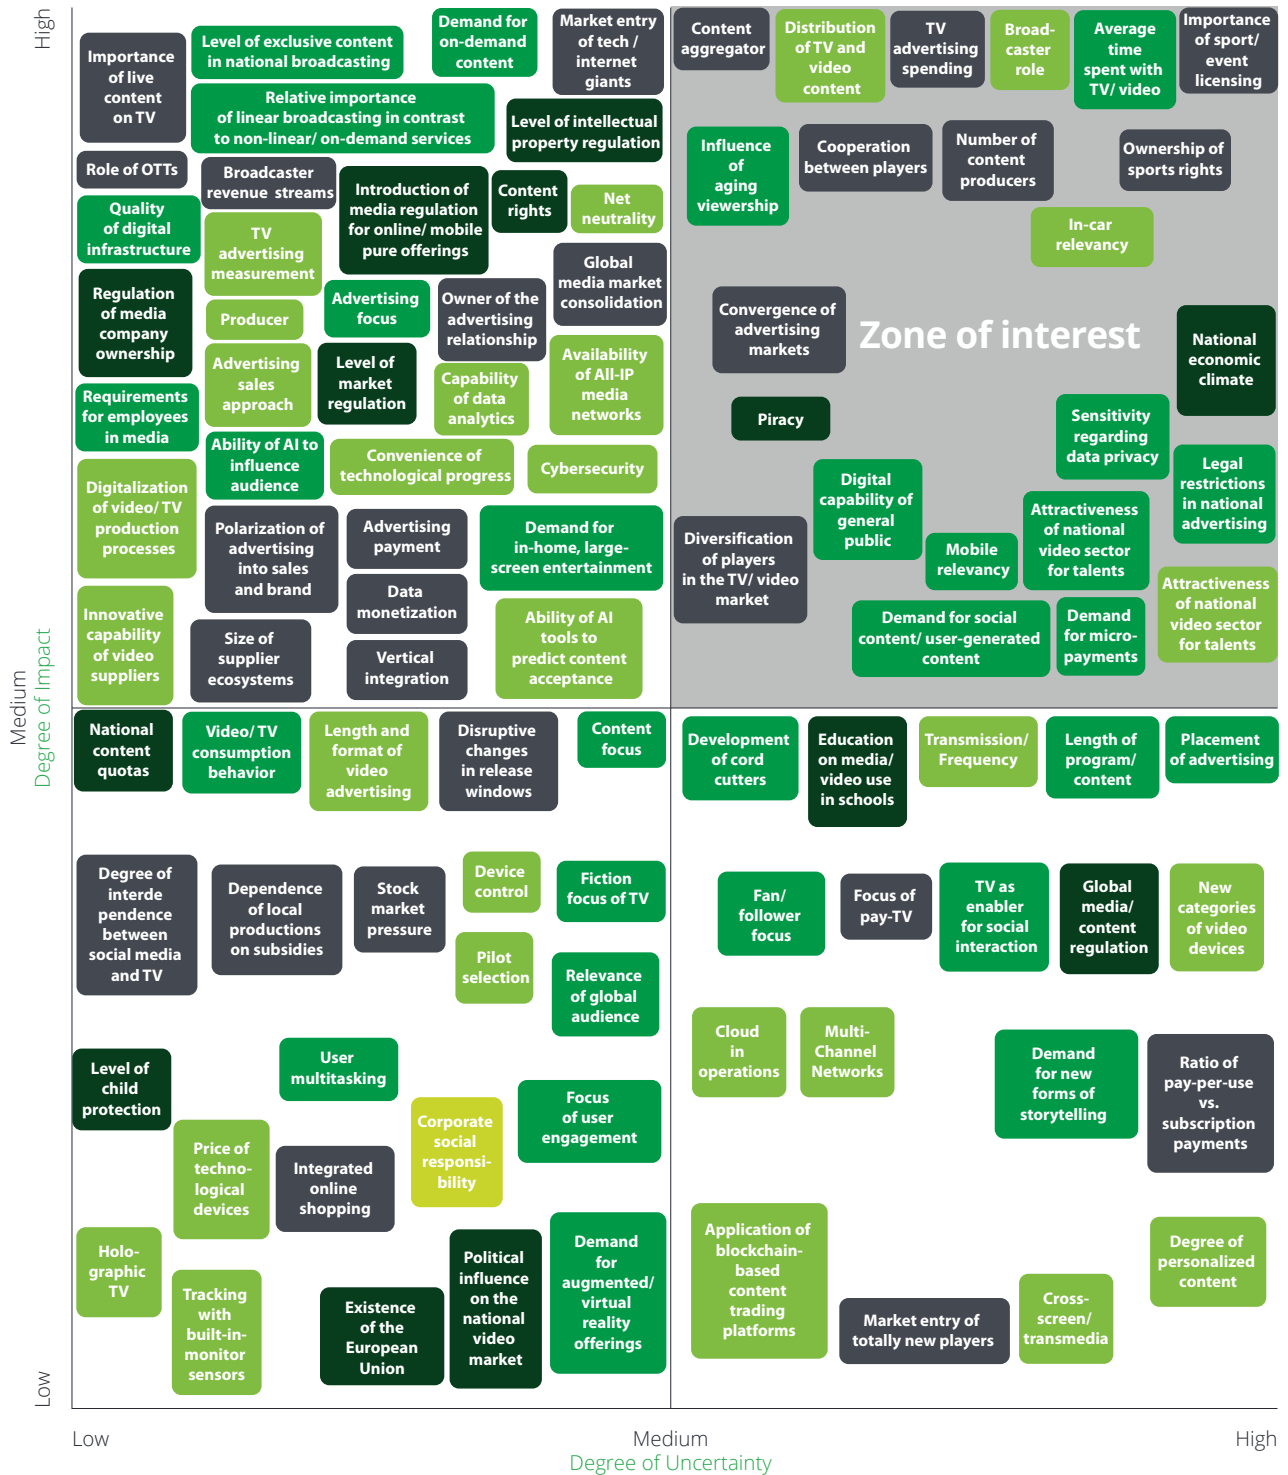 High
Medium
Degree of Impact
Low
Importance
of live
content
on TV
Level of exclusive content
in national broadcasting
Demand for
on-demand
content
Market entry
of tech /
internet
giants
Relative importance
of linear broadcasting in contrast
to non-linear/ on-demand services
Level of intellectual
property regulation
Role of OTTs
Broadcaster
revenue streams
Introduction of
media regulation
for online/ mobile
pure offerings
Content
rights
Net
neutrality
Quality
of digital
infrastructure
TV
advertising
measurement
Global
media market
consolidation
Regulation
of media
company
ownership
Producer
Advertising
focus
Owner of the
advertising
relationship
Advertising
sales
approach
Level of
market
regulation
Capability
of data
analytics
Availability
of All-IP
media
networks
Requirements
for employees
in media
Ability of AI to
influence
audience
Convenience of
technological progress
Cybersecurity
Digitalization
of video/ TV
production
processes
Polarization of
advertising
into sales
and brand
Advertising
payment
Demand for
in-home, large-
screen entertainment
Data
monetization
Innovative
capability
of video
suppliers
Size of
supplier
ecosystems
Vertical
integration
Ability of AI
tools to
predict content
acceptance
Content
aggregator
Distribution
of TV and
video
content
TV
advertising
spending
Broad-
caster
role
Average
time
spent with
TV/ video
Importance
of sport/
event
licensing
Influence
of
aging
viewership
Cooperation
between players
Number of
content
producers
Ownership of
sports rights
In-car
relevancy
Convergence of
advertising
markets
Zone of interest
National
economic
climate
Piracy
Sensitivity
regarding
data privacy
Digital
capability of
general
public
Legal
restrictions
in national
advertising
Diversification
of players
in the TV/ video
market
Mobile
relevancy
Attractiveness
of national
video sector
for talents
Demand for social
content/ user-generated
content
Demand
for micro-
payments
Attractiveness
of national
video sector
for talents
National
content
quotas
Video/ TV
consumption
behavior
Length and
format of
video
advertising
Disruptive
changes
in release
windows
Content
focus
Degree of
interde
pendence
between
social media
and TV
Dependence
of local
productions
on subsidies
Stock
market
pressure
Device
control
Fiction
focus of TV
Pilot
selection
Relevance
of global
audience
Level of
child
protection
User
multitasking
Corporate
social
responsi-
bility
Focus
of user
engagement
Price of
techno-
logical
devices
Integrated
online
shopping
Holo-
graphic
TV
Tracking
with
built-in-
monitor
sensors
Existence
of the
European
Union
Political
influence
on the
national
video
market
Demand
for
augmented/
virtual
reality
offerings
Development
of cord
cutters
Education
on media/
video use
in schools
Transmission/
Frequency
Length of
program/
content
Placement
of advertising
Fan/
follower
focus
Focus of
pay-TV
TV as
enabler
for social
interaction
Global
media/
content
regulation
New
categories
of video
devices
Cloud
in
operations
Multi-
Channel
Networks
Demand
for new
forms of
storytelling
Ratio of
pay-per-use
vs.
subscription
payments
Application of
blockchain-
based
content
trading
platforms
Market entry of
totally new players
Cross-
screen/
transmedia
Degree of
personalized
content
Low
Medium
High
Degree of Uncertainty